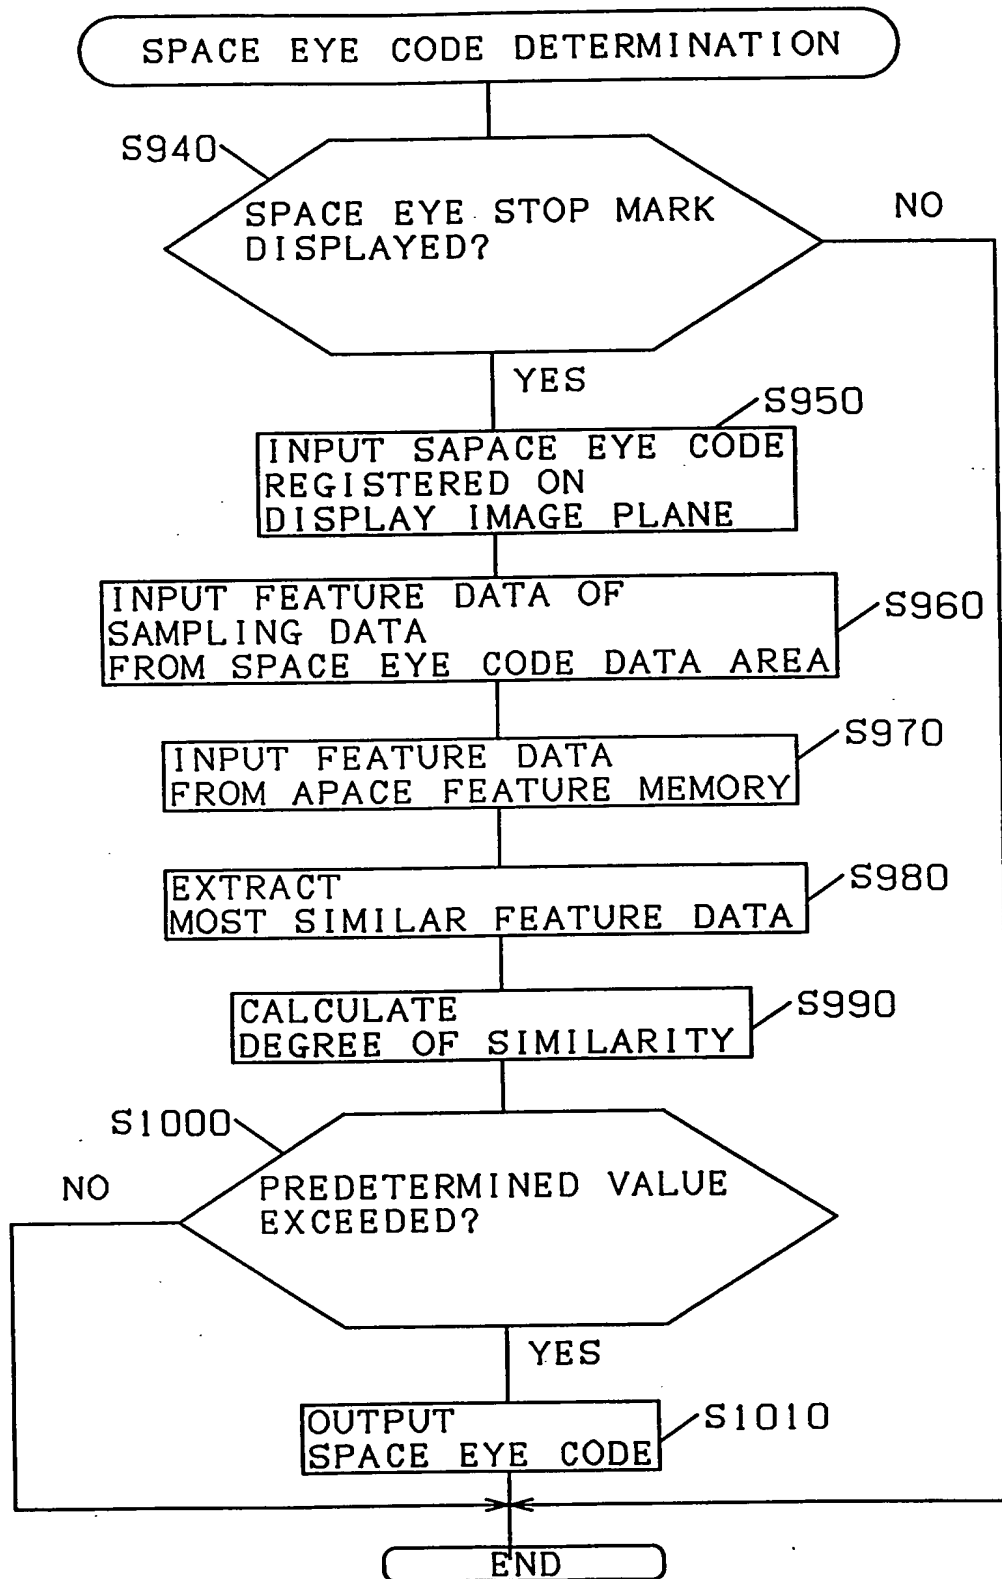 SPACE EYE CODE DETERMINATION
S940
SPACE EYE STOP MARK
DISPLAYED?
NO
YES
S950
INPUT SAPACE EYE CODE
REGISTERED ON
DISPLAY IMAGE PLANE
INPUT FEATURE DATA OF
SAMPLING DATA
FROM SPACE EYE CODE DATA AREA
S960
INPUT FEATURE DATA
FROM APACE FEATURE MEMORY
S970
EXTRACT
MOST SIMILAR FEATURE DATA
S980
CALCULATE
DEGREE OF SIMILARITY
S990
S1000
NO
PREDETERMINED VALUE
EXCEEDED?
YES
OUTPUT
SPACE EYE CODE
S1010
END